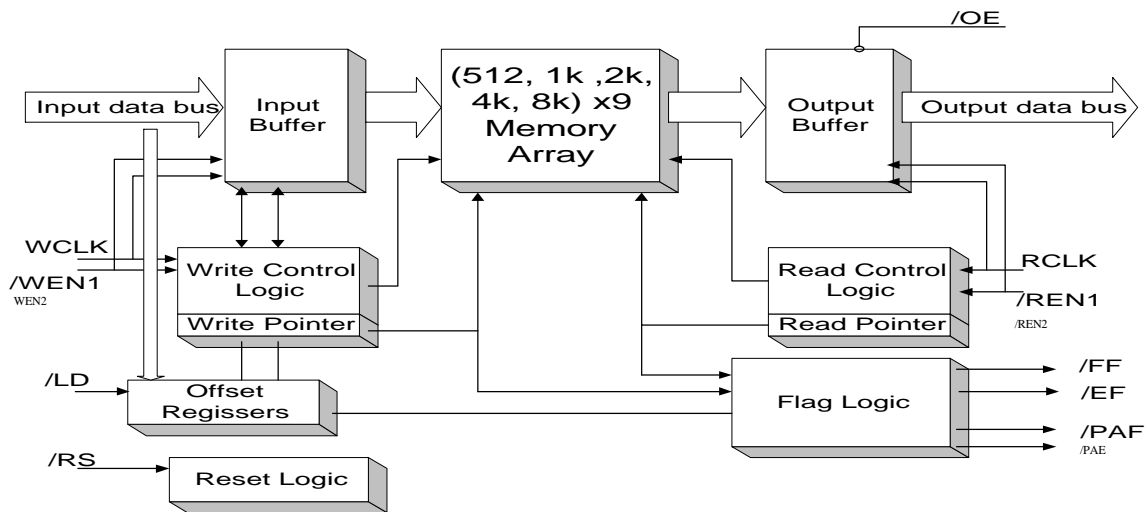 /OE
Input data bus
Input
Buffer
(512, 1k ,2k,
4k, 8k) x9
Memory
Array
Output
Buffer
Output data bus
WCLK
/WEN1
WEN2
Write Control
Logic
Write Pointer
Read Control
Logic
Read Pointer
RCLK
/REN1
/REN2
/LD
Offset
Regissers
Flag Logic
/FF
/EF
/PAF
/PAE
/RS
Reset Logic